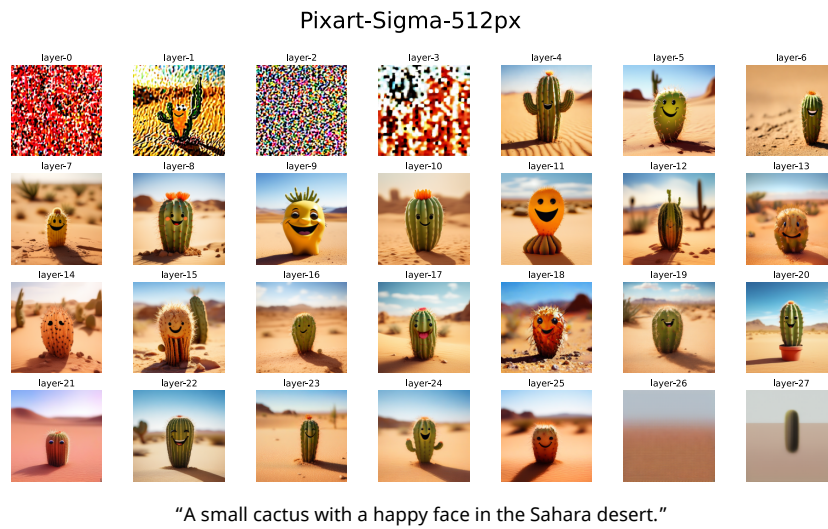 Pixart-Sigma-512px
layer-0 layer-1 layer-2 layer-3 layer-4 layer-5 layer-6
layer-7 layer-8 layer-9 layer-10 layer-11 layer-12 layer-13
layer-14 layer-15 layer-16 layer-17 layer-18 layer-19 layer-20
layer-21 layer-22 layer-23 layer-24 layer-25 layer-26 layer-27
“A small cactus with a happy face in the Sahara desert.”